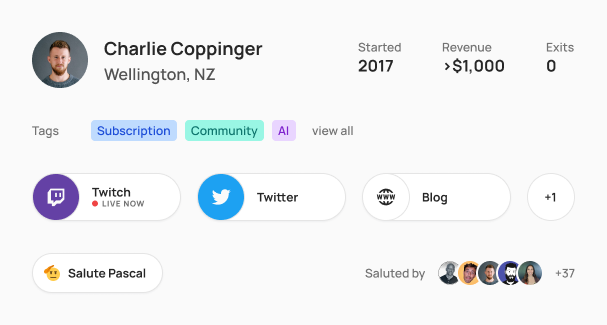 Charlie Coppinger
Wellington, NZ
Started
2017
Revenue
>$1,000
Exits
0
Tags
Subscription
Community
AI
view all
Twitch
LIVE NOW
Twitter
WWW
Blog
+1
Salute Pascal
Saluted by
+37